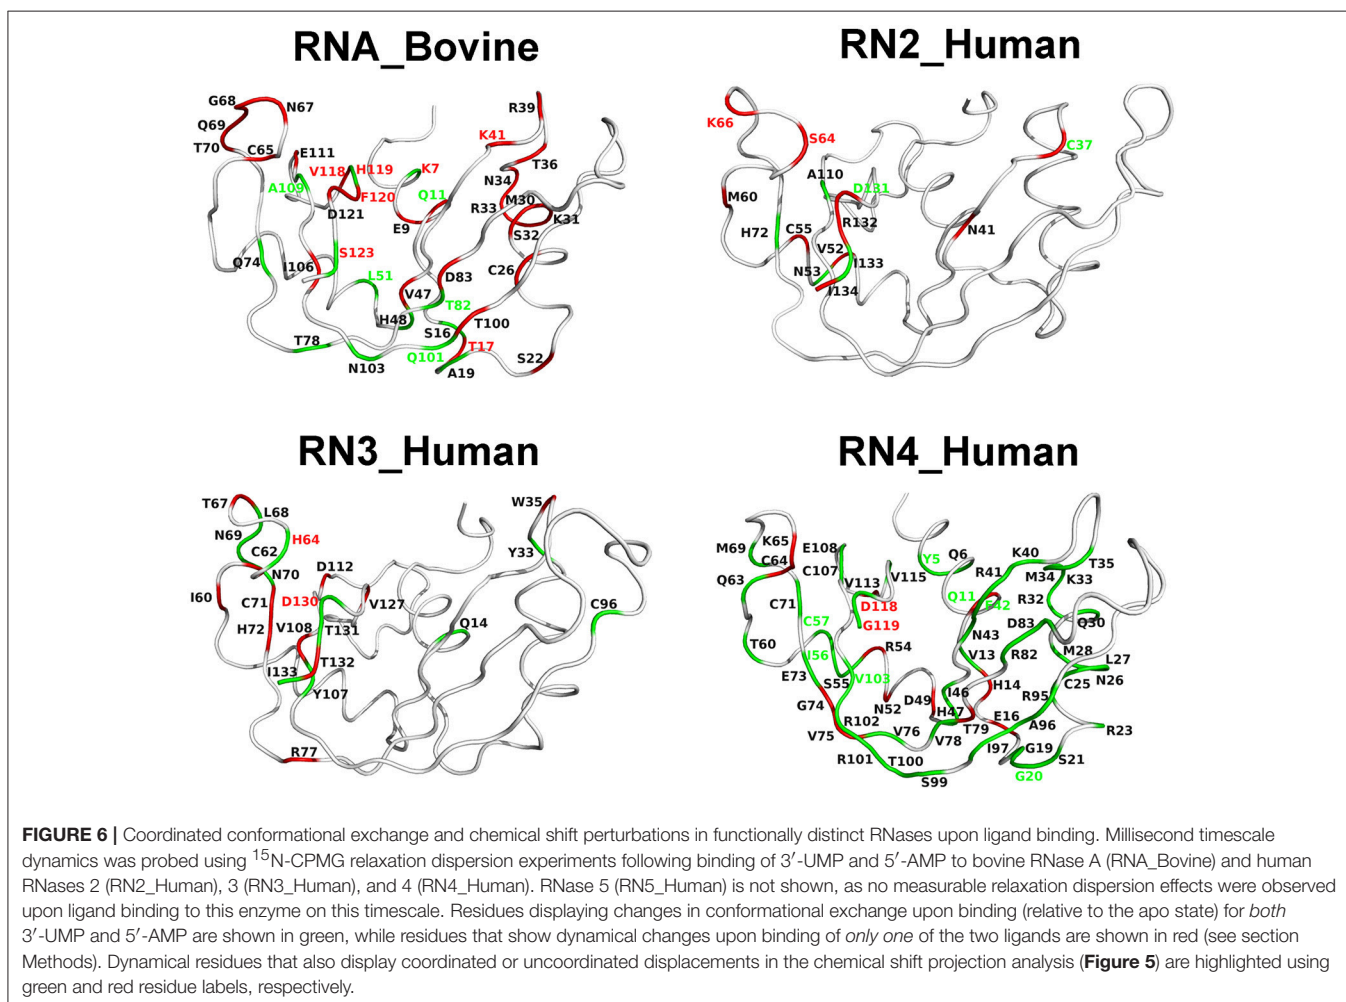 RNA_Bovine
RN2_Human
G68
N67
Q69
T70
C65
E111
V118
H119
A109
F120
D121
K7
Q11
E9
K41
R39
T36
N34
M30
R33
K31
S32
C26
Q74
I106
S123
L51
D83
V47
T82
H48
S16
T100
T78
N103
Q101
T17
A19
S22
K66
S64
C37
A110
D131
M60
R132
H72
C55
V52
N41
N53
I133
I134
RN3_Human
RN4_Human
T67
L68
N69
H64
C62
N70
D112
I60
C71
D130
V127
H72
V108
T131
I133
T132
Y107
R77
W35
Y33
C96
Q14
M69
K65
E108
C64
C107
Q63
V113
V115
Y5
Q6
K40
T35
R41
M34
K33
C71
D118
Q11
E42
R32
C57
G119
D83
Q30
N43
T60
I56
R54
V13
R82
M28
L27
E73
V103
H14
N26
S55
C25
G74
D49
I46
R95
N52
H47
E16
R102
T79
A96
R23
V75
V76
V78
I97
G19
S21
R101
T100
G20
S99
FIGURE 6 | Coordinated conformational exchange and chemical shift perturbations in functionally distinct RNases upon ligand binding. Millisecond timescale
dynamics was probed using ¹⁵N-CPMG relaxation dispersion experiments following binding of 3′-UMP and 5′-AMP to bovine RNase A (RNA_Bovine) and human
RNases 2 (RN2_Human), 3 (RN3_Human), and 4 (RN4_Human). RNase 5 (RN5_Human) is not shown, as no measurable relaxation dispersion effects were observed
upon ligand binding to this enzyme on this timescale. Residues displaying changes in conformational exchange upon binding (relative to the apo state) for both
3′-UMP and 5′-AMP are shown in green, while residues that show dynamical changes upon binding of only one of the two ligands are shown in red (see section
Methods). Dynamical residues that also display coordinated or uncoordinated displacements in the chemical shift projection analysis (Figure 5) are highlighted using
green and red residue labels, respectively.